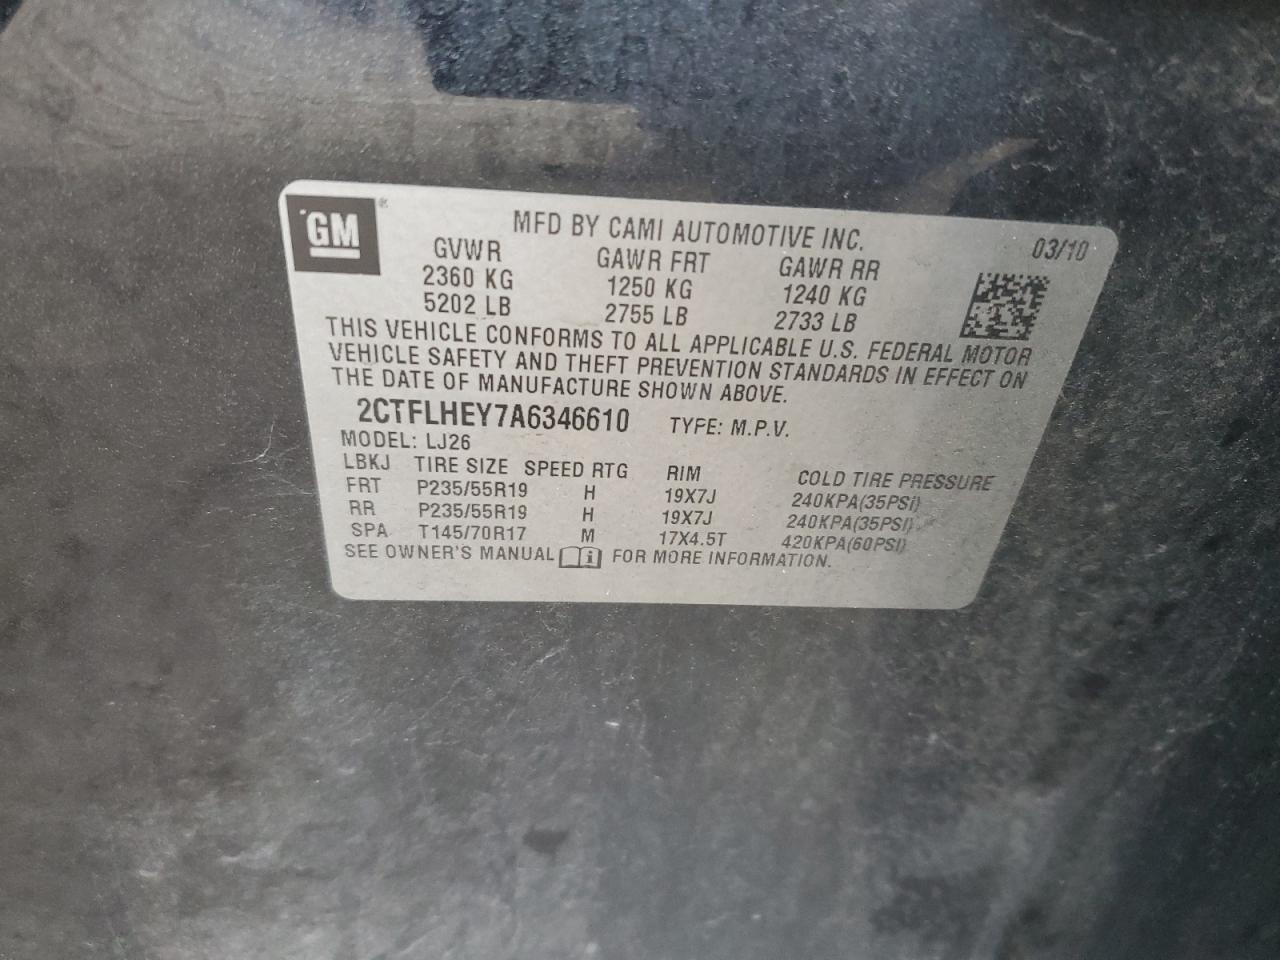 GM ®
MFD BY CAMI AUTOMOTIVE INC. 03/10
GVWR GAWR FRT GAWR RR
2360 KG 1250 KG 1240 KG
5202 LB 2755 LB 2733 LB
THIS VEHICLE CONFORMS TO ALL APPLICABLE U.S. FEDERAL MOTOR
VEHICLE SAFETY AND THEFT PREVENTION STANDARDS IN EFFECT ON
THE DATE OF MANUFACTURE SHOWN ABOVE.
2CTFLHEY7A6346610 TYPE: M.P.V.
MODEL: LJ26
LBKJ TIRE SIZE SPEED RTG RIM COLD TIRE PRESSURE
FRT P235/55R19 H 19X7J 240KPA(35PSI)
RR P235/55R19 H 19X7J 240KPA(35PSI)
SPA T145/70R17 M 17X4.5T 420KPA(60PSI)
SEE OWNER'S MANUAL i FOR MORE INFORMATION.